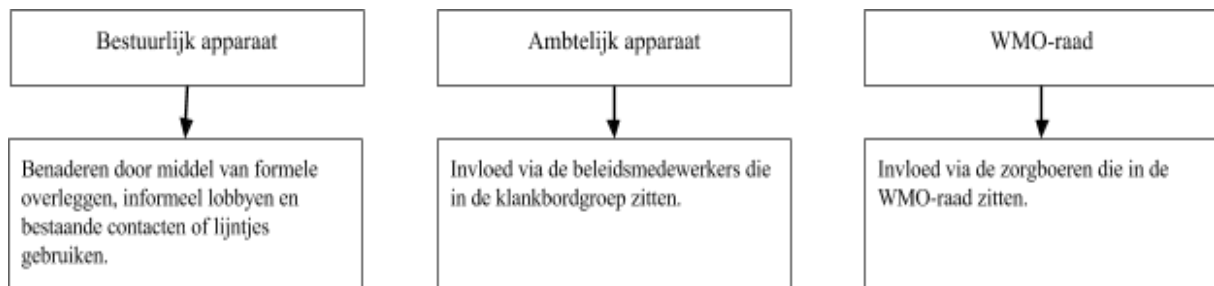 Bestuurlijk apparaat
Benaderen door middel van formele
overleggen, informeel lobbyen en
bestaande contacten of lijntjes
gebruiken.
Ambtelijk apparaat
Invloed via de beleidsmedewerkers die
in de klankbordgroep zitten.
WMO-raad
Invloed via de zorgboeren die in de
WMO-raad zitten.